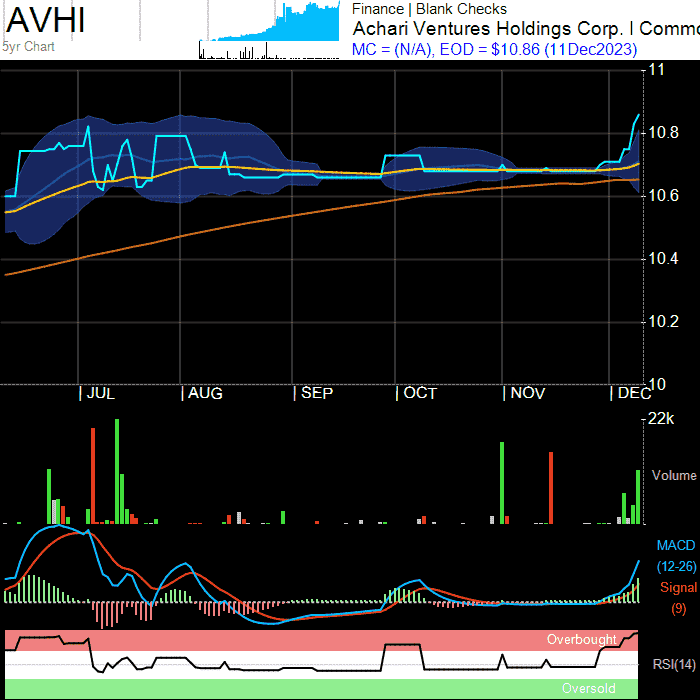 AVHI
5yr Chart
Finance | Blank Checks
Achari Ventures Holdings Corp. | Commo
MC = (N/A), EOD = $10.86 (11Dec2023)
11
10.8
10.6
10.4
10.2
10
| JUL | AUG | SEP | OCT | NOV | DEC
22k
Volume
MACD
(12-26)
Signal
(9)
Overbought
RSI(14)
Oversold